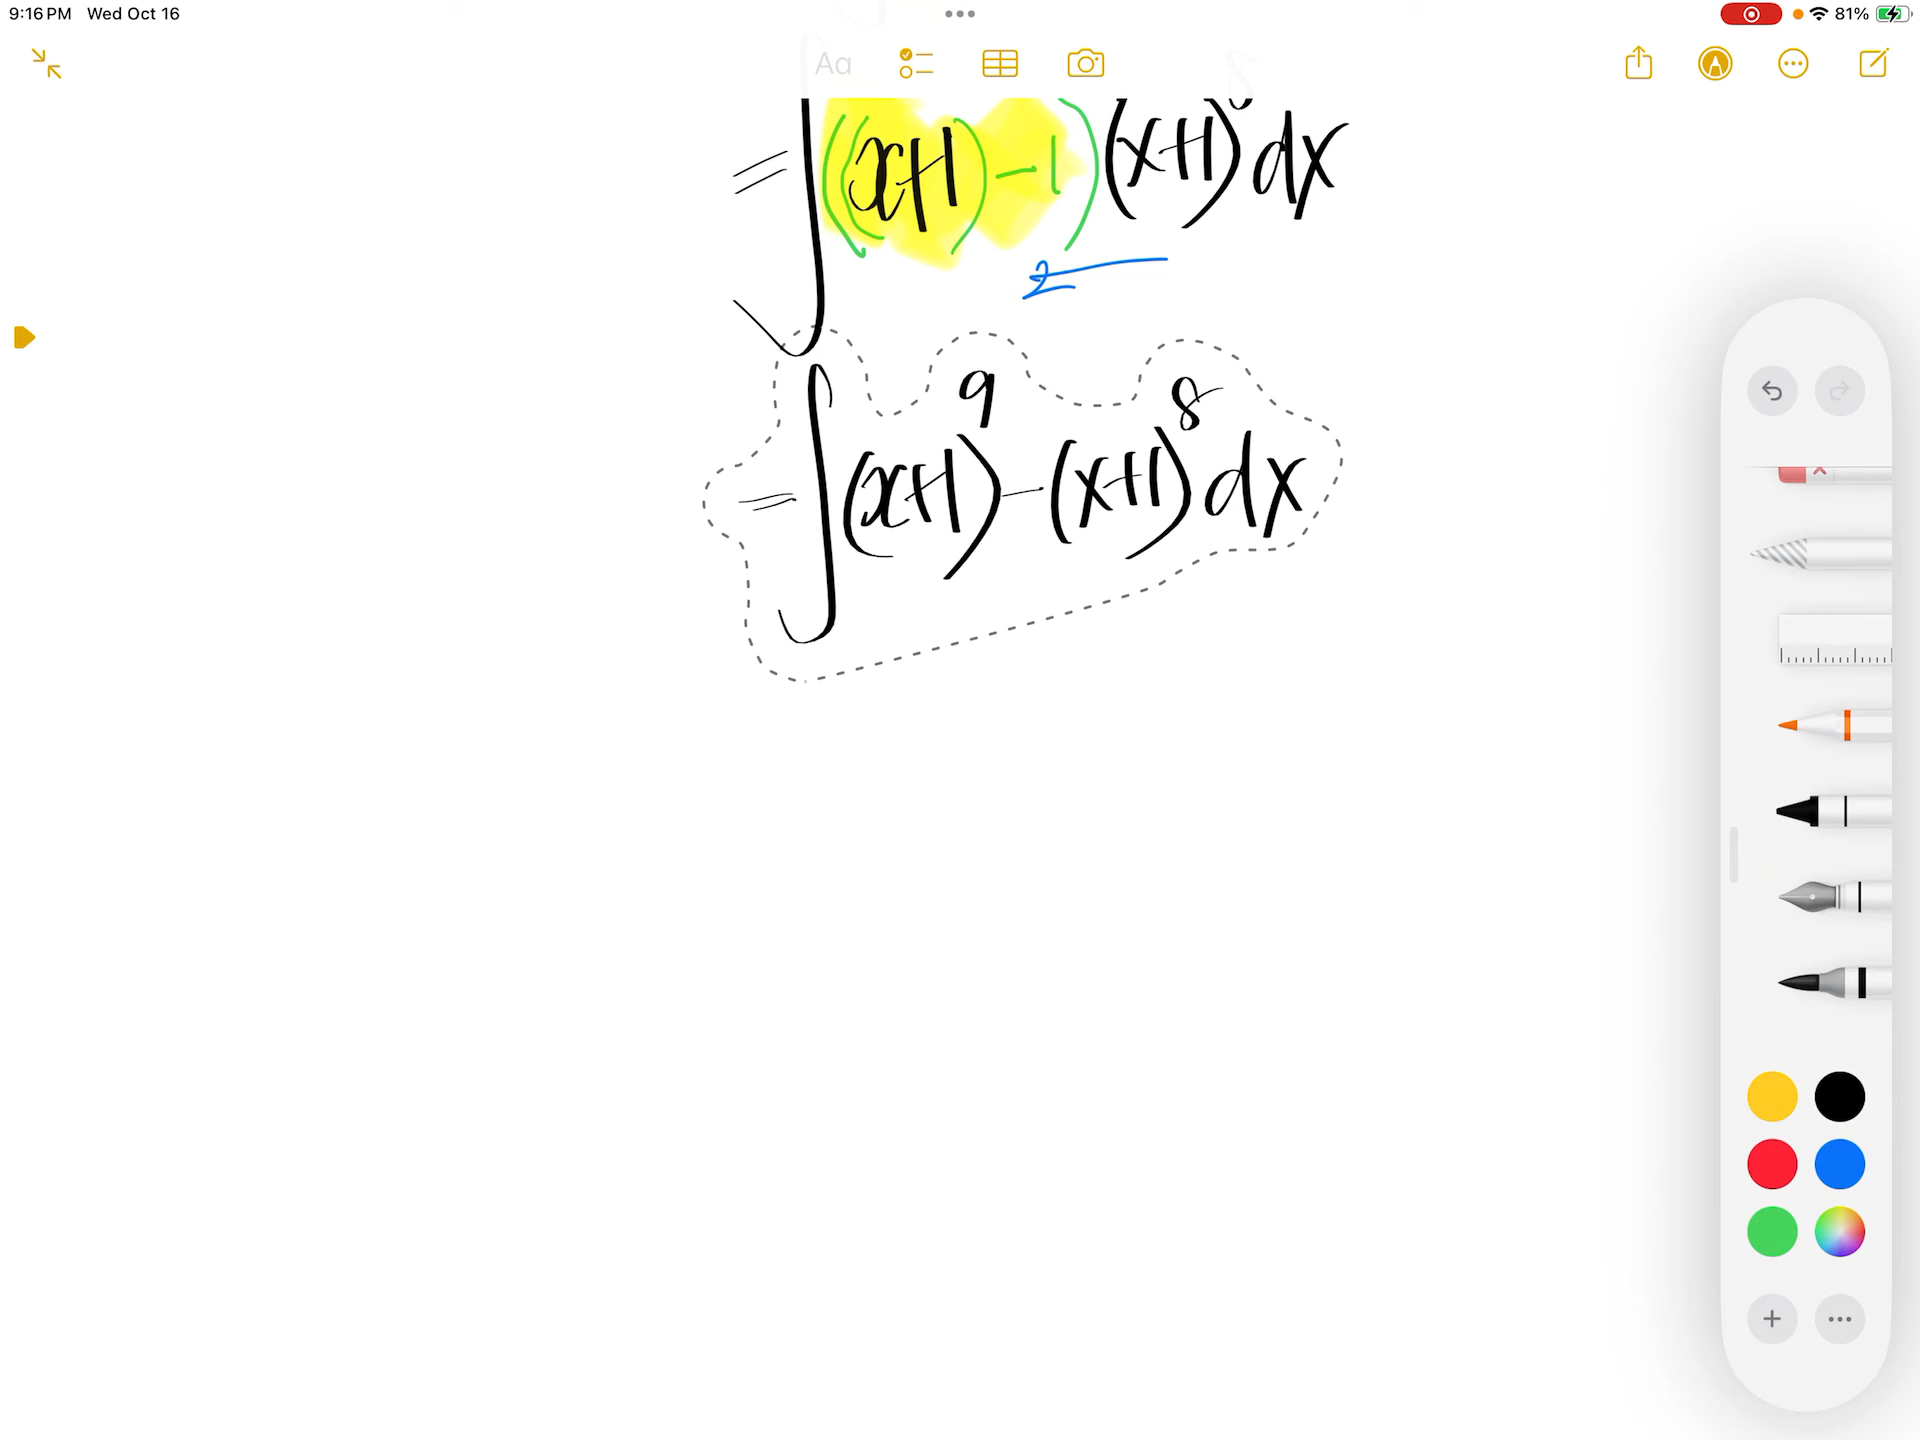 9:16 PM Wed Oct 16 81%
Aa
= ∫ ((x+1) - 1) (x+1)^8 dx
= ∫ (x+1)^9 - (x+1)^8 dx